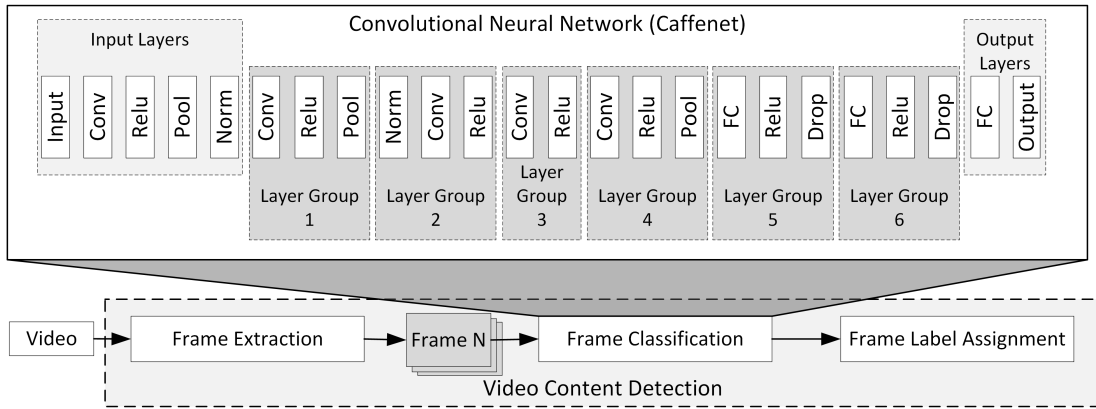 Convolutional Neural Network (Caffenet)
Input Layers
Input
Conv
Relu
Pool
Norm
Conv
Relu
Pool
Layer Group
1
Norm
Conv
Relu
Layer Group
2
Conv
Relu
Layer
Group
3
Conv
Relu
Pool
Layer Group
4
FC
Relu
Drop
Layer Group
5
FC
Relu
Drop
Layer Group
6
Output
Layers
FC
Output
Video
Frame Extraction
Frame N
Frame Classification
Frame Label Assignment
Video Content Detection